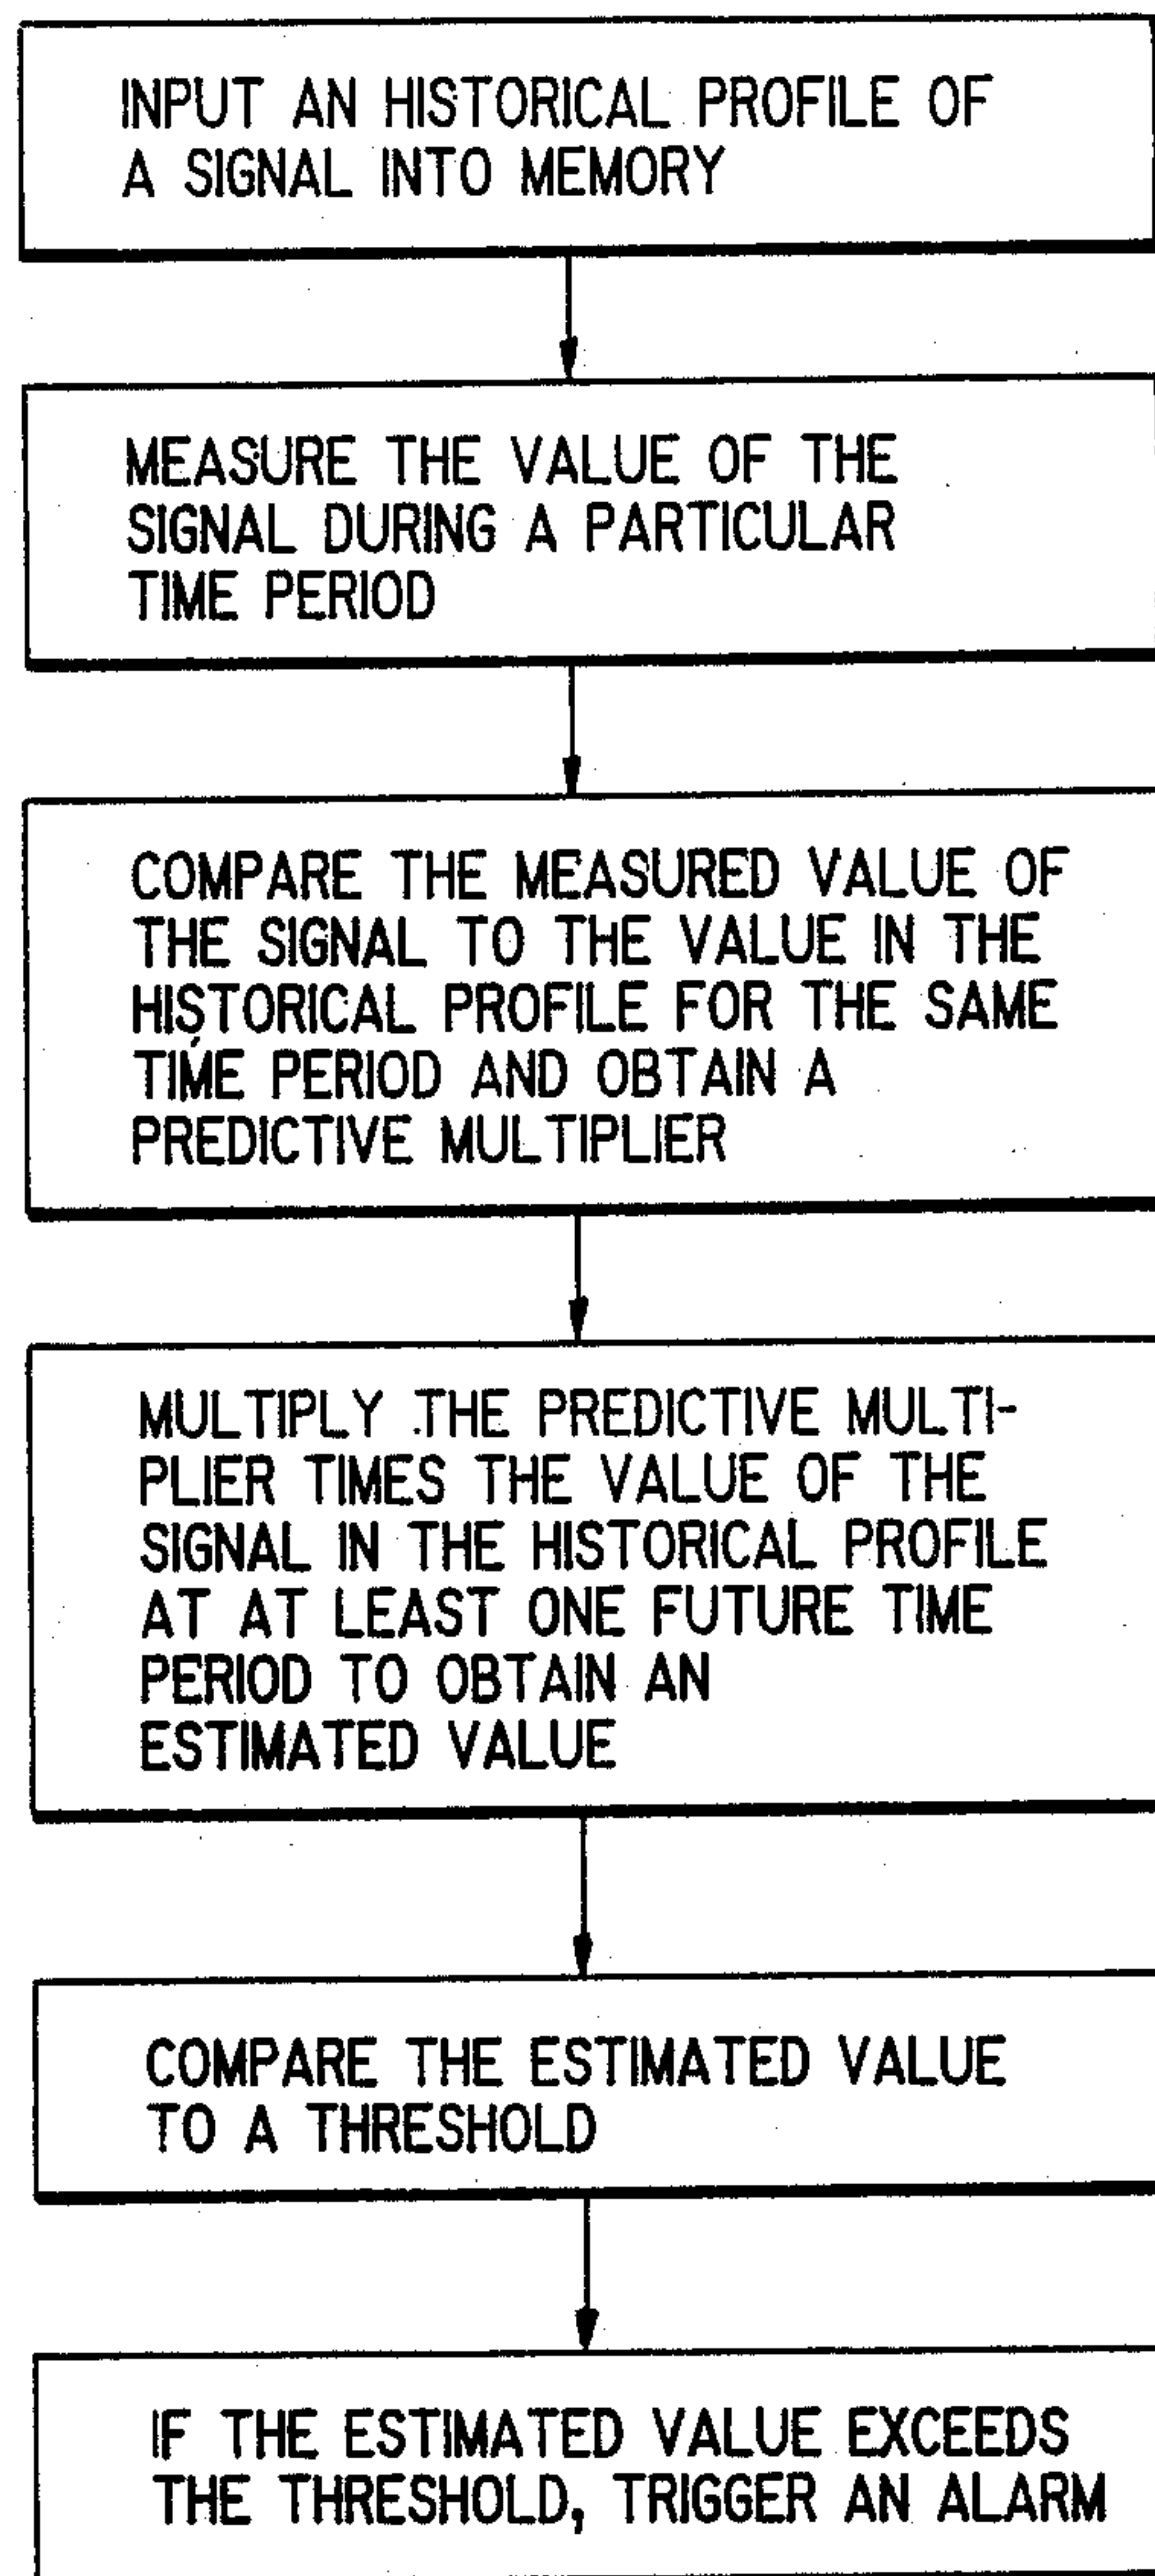 INPUT AN HISTORICAL PROFILE OF
A SIGNAL INTO MEMORY
MEASURE THE VALUE OF THE
SIGNAL DURING A PARTICULAR
TIME PERIOD
COMPARE THE MEASURED VALUE OF
THE SIGNAL TO THE VALUE IN THE
HISTORICAL PROFILE FOR THE SAME
TIME PERIOD AND OBTAIN A
PREDICTIVE MULTIPLIER
MULTIPLY THE PREDICTIVE MULTI-
PLIER TIMES THE VALUE OF THE
SIGNAL IN THE HISTORICAL PROFILE
AT AT LEAST ONE FUTURE TIME
PERIOD TO OBTAIN AN
ESTIMATED VALUE
COMPARE THE ESTIMATED VALUE
TO A THRESHOLD
IF THE ESTIMATED VALUE EXCEEDS
THE THRESHOLD, TRIGGER AN ALARM